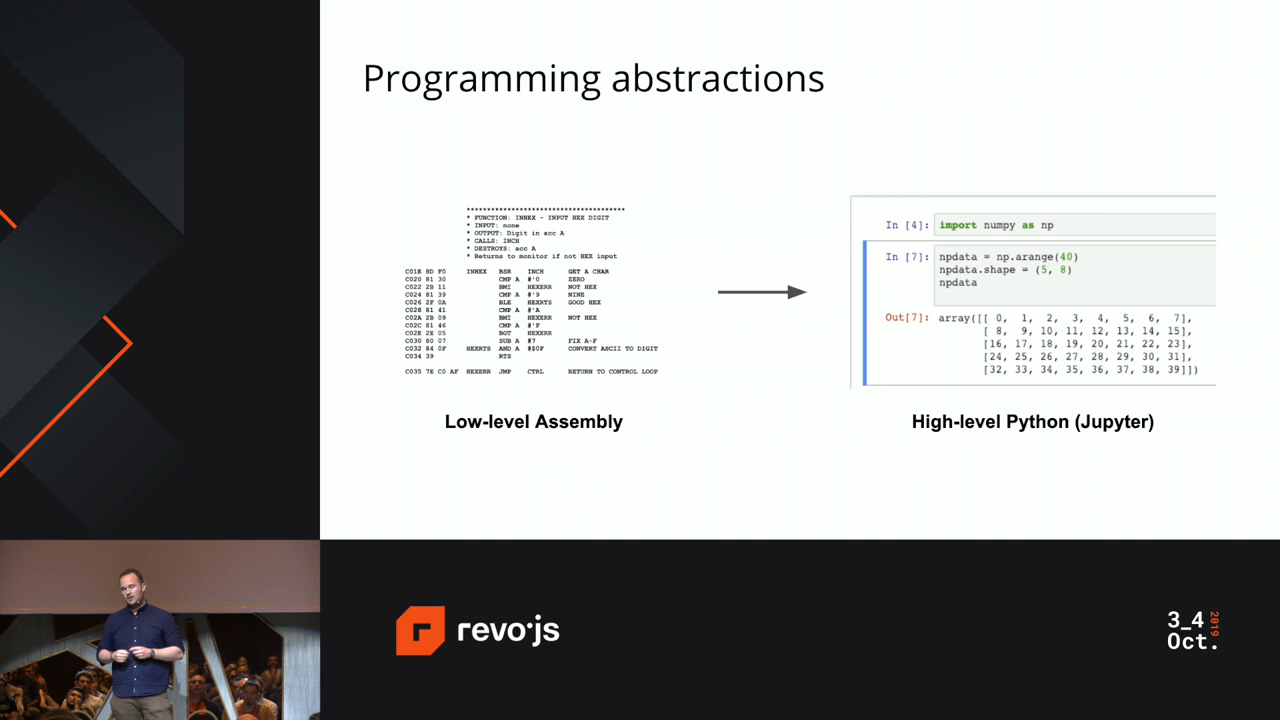 Programming abstractions
*************************************
* FUNCTION: INHEX - INPUT HEX DIGIT
* INPUT: none
* OUTPUT: Digit in acc A
* CALLS: INCH
* DESTROYS: acc A
* Returns to monitor if not HEX input
C01E 8D F0 INHEX BSR INCH GET A CHAR
C020 81 30 CMP A #'0 ZERO
C022 2B 11 BMI HEXERR NOT HEX
C024 81 39 CMP A #'9 NINE
C026 2F 0A BLE HEXRTS GOOD HEX
C028 81 41 CMP A #'A
C02A 2B 09 BMI HEXERR NOT HEX
C02C 81 46 CMP A #'F
C02E 2E 05 BGT HEXERR
C030 80 07 SUB A #7 FIX A-F
C032 84 0F HEXRTS AND A #$0F CONVERT ASCII TO DIGIT
C034 39 RTS
C035 7E C0 AF HEXERR JMP CTRL RETURN TO CONTROL LOOP
Low-level Assembly
In [4]: import numpy as np
In [7]: npdata = np.arange(40)
npdata.shape = (5, 8)
npdata
Out[7]: array([[ 0, 1, 2, 3, 4, 5, 6, 7],
[ 8, 9, 10, 11, 12, 13, 14, 15],
[16, 17, 18, 19, 20, 21, 22, 23],
[24, 25, 26, 27, 28, 29, 30, 31],
[32, 33, 34, 35, 36, 37, 38, 39]])
High-level Python (Jupyter)
r revo·js
3_4
Oct.
2019